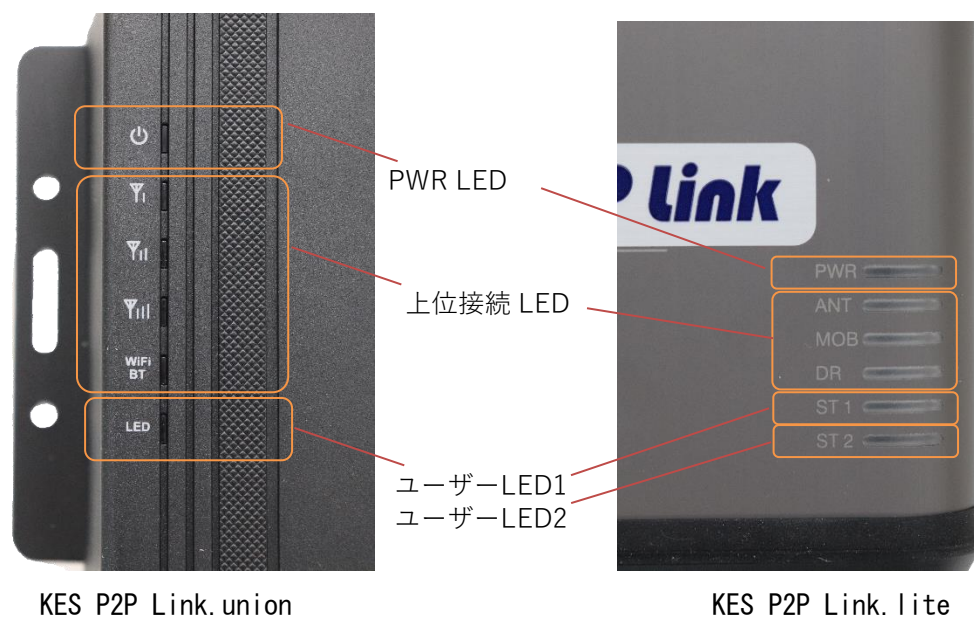 WiFi
BT
LED
PWR LED
上位接続 LED
ユーザーLED1
ユーザーLED2
P Link
PWR
ANT
MOB
DR
ST 1
ST 2
KES P2P Link.union
KES P2P Link.lite